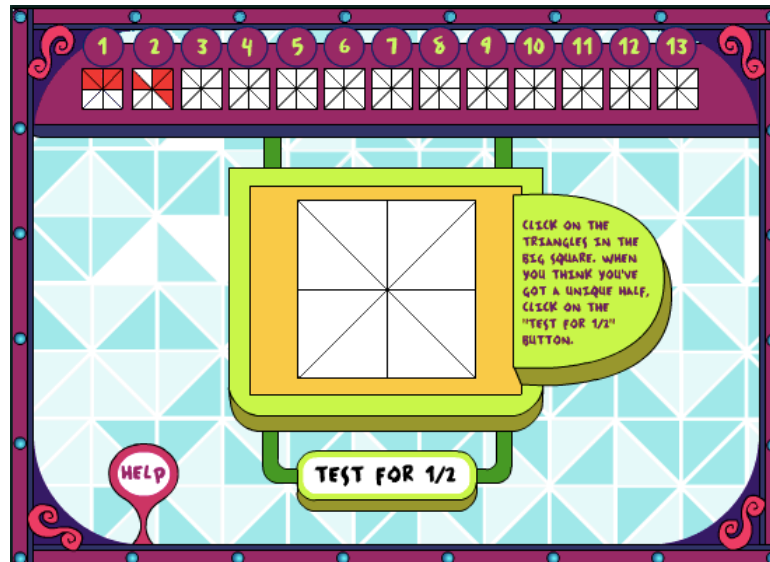 1 2 3 4 5 6 7 8 9 10 11 12 13
CLICK ON THE
TRIANGLES IN THE
BIG SQUARE. WHEN
YOU THINK YOU'VE
GOT A UNIQUE HALF,
CLICK ON THE
"TEST FOR 1/2"
BUTTON.
HELP
TEST FOR 1/2